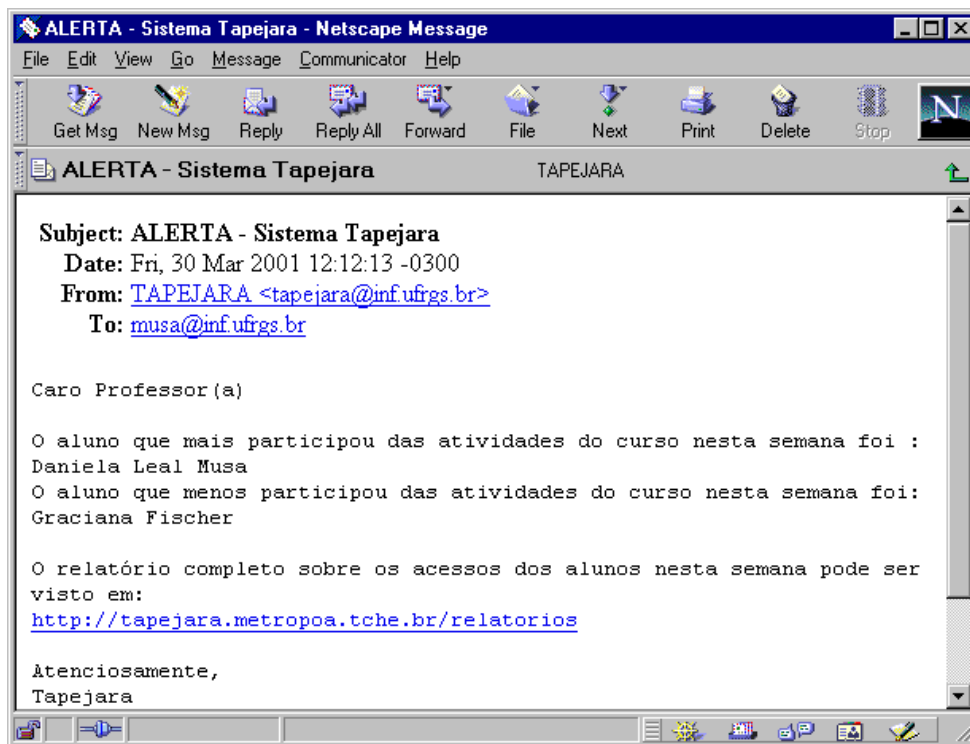 ALERTA - Sistema Tapejara - Netscape Message
File Edit View Go Message Communicator Help
Get Msg New Msg Reply Reply All Forward File Next Print Delete Stop N
ALERTA - Sistema Tapejara TAPEJARA
Subject: ALERTA - Sistema Tapejara
Date: Fri, 30 Mar 2001 12:12:13 -0300
From: TAPEJARA <tapejara@inf.ufrgs.br>
To: musa@inf.ufrgs.br
Caro Professor(a)
O aluno que mais participou das atividades do curso nesta semana foi :
Daniela Leal Musa
O aluno que menos participou das atividades do curso nesta semana foi:
Graciana Fischer
O relatório completo sobre os acessos dos alunos nesta semana pode ser
visto em:
http://tapejara.metropoa.tche.br/relatorios
Atenciosamente,
Tapejara